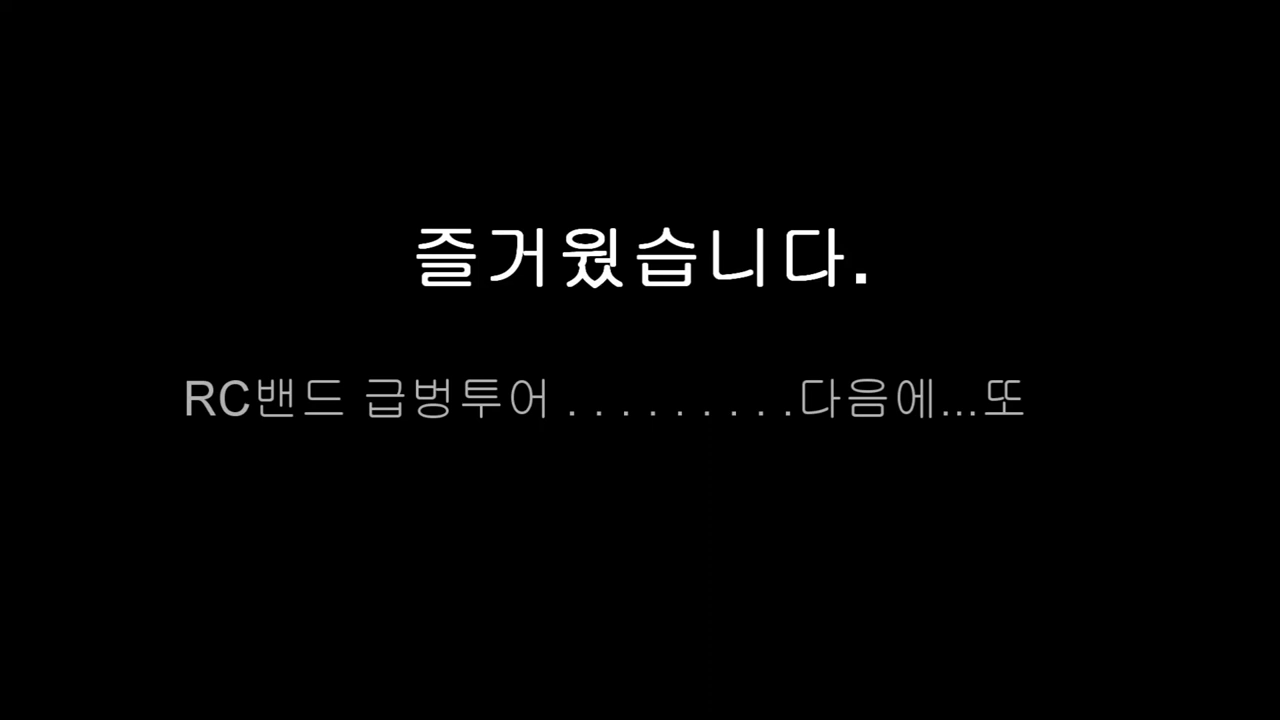 즐거웠습니다.
RC밴드 급벙투어 . . . . . . . . .다음에...또